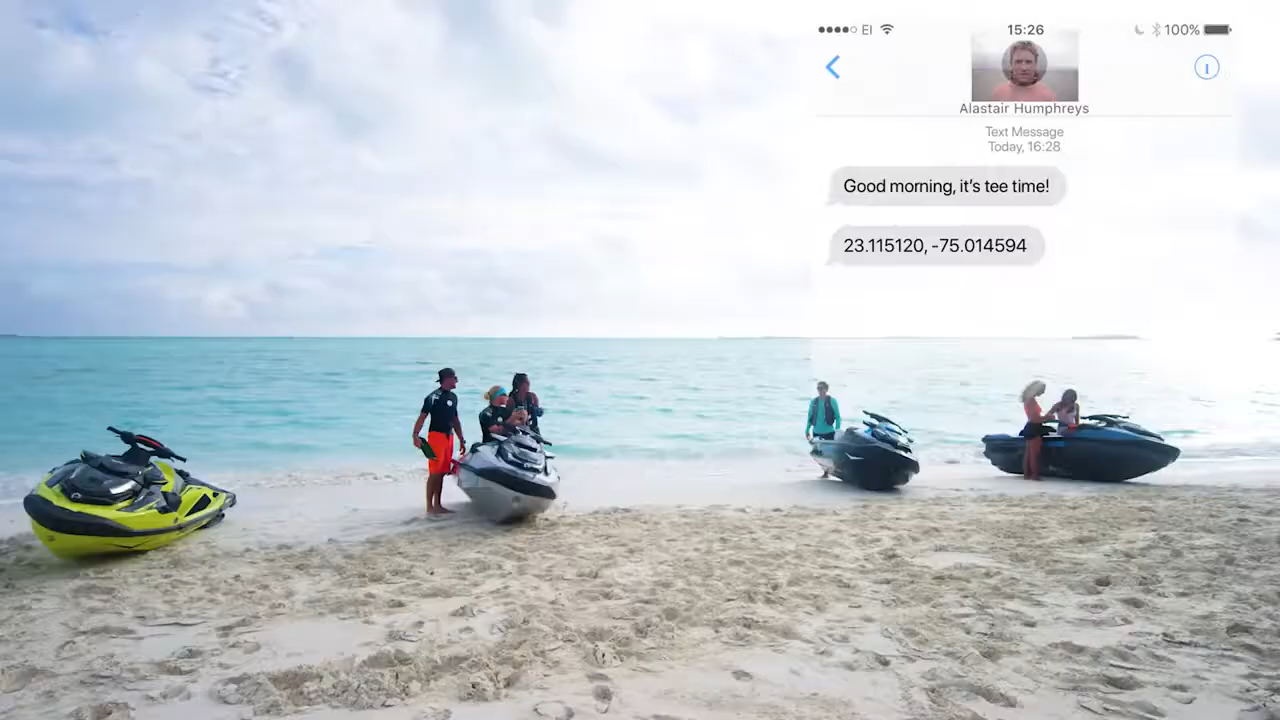 EI 15:26 100%
Alastair Humphreys
Text Message
Today, 16:28
Good morning, it’s tee time!
23.115120, -75.014594